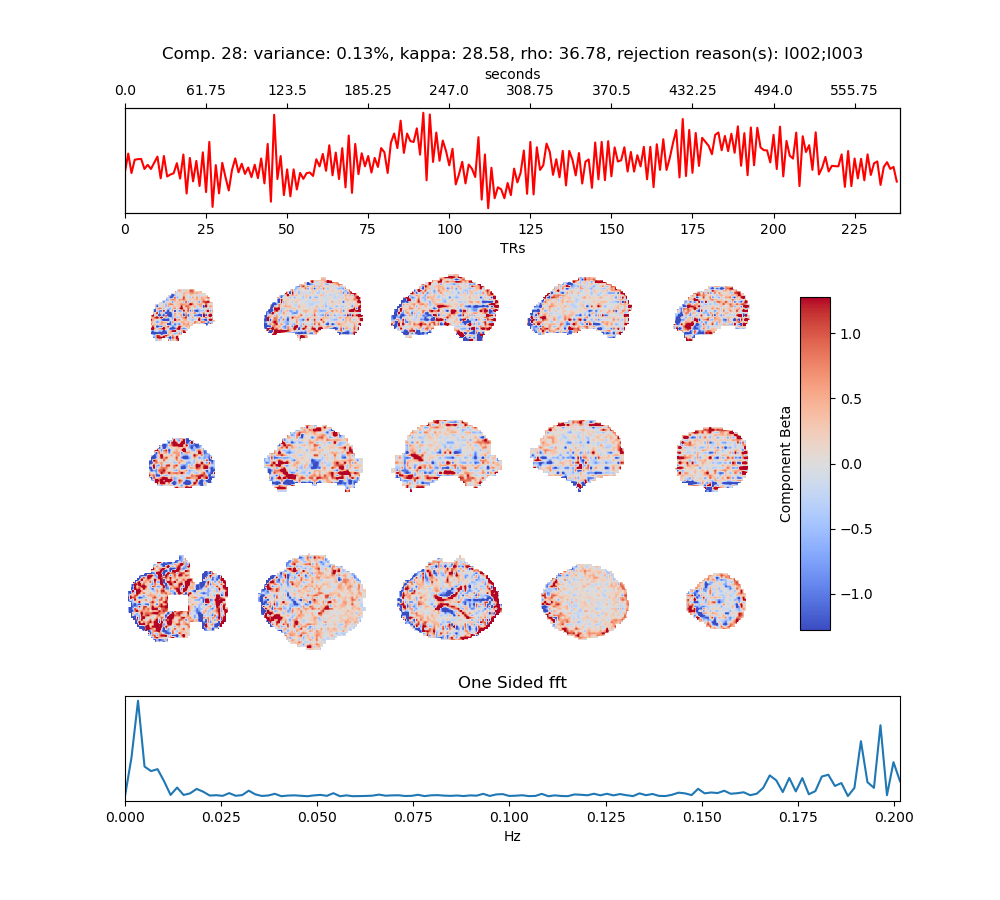 Comp. 28: variance: 0.13%, kappa: 28.58, rho: 36.78, rejection reason(s): I002;I003
seconds
0.0 61.75 123.5 185.25 247.0 308.75 370.5 432.25 494.0 555.75
0 25 50 75 100 125 150 175 200 225
TRs
1.0
0.5
0.0
−0.5
−1.0
Component Beta
One Sided fft
0.000 0.025 0.050 0.075 0.100 0.125 0.150 0.175 0.200
Hz